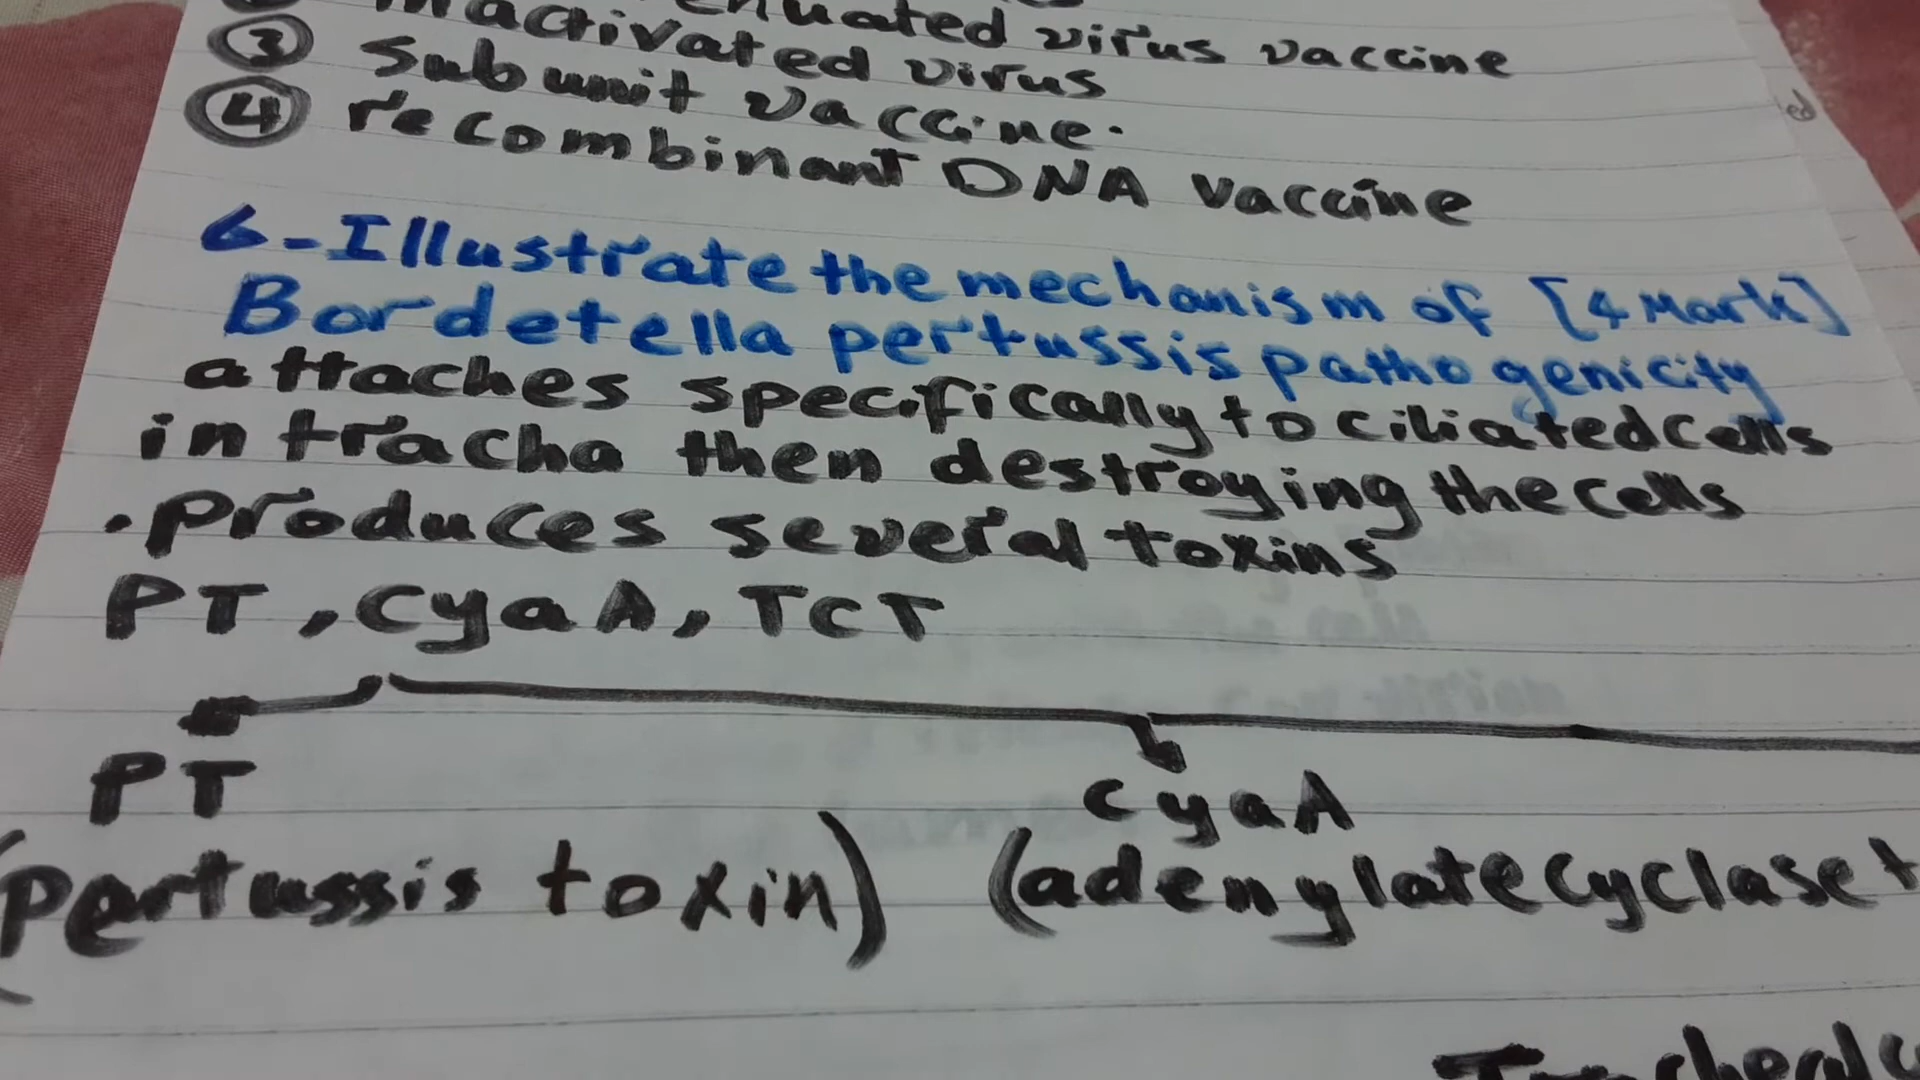 attenuated virus vaccine
inactivated virus
③ Subunit vaccine.
④ recombinant DNA vaccine
6-Illustrate the mechanism of [4 Mark]
Bordetella pertussis pathogenicity
attaches specifically to ciliated cells
in tracha then destroying the cells
.produces several toxins
PT, CyaA, TCT
PT
CyaA
(pertussis toxin) (adenylate cyclase t